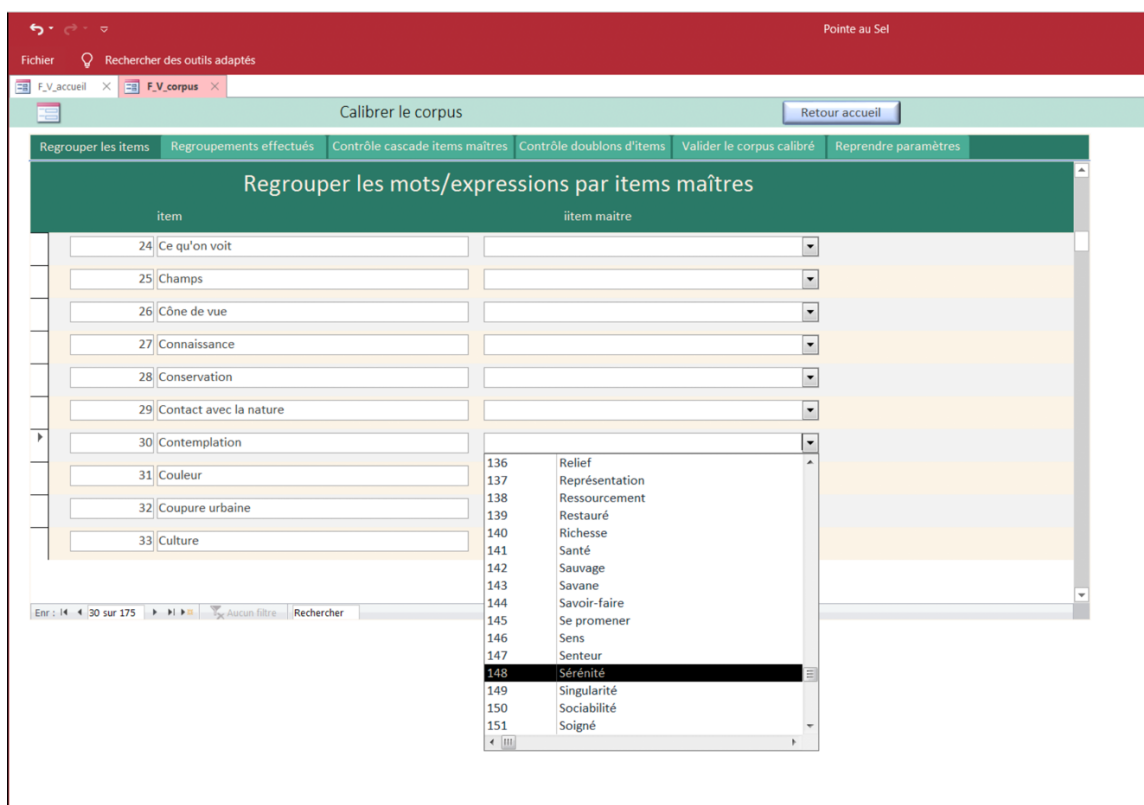 Pointe au Sel
Fichier Rechercher des outils adaptés
F_V_accueil F_V_corpus
Calibrer le corpus Retour accueil
Regrouper les items Regroupements effectués Contrôle cascade items maîtres Contrôle doublons d'items Valider le corpus calibré Reprendre paramètres
Regrouper les mots/expressions par items maîtres
item iitem maitre
24 Ce qu'on voit
25 Champs
26 Cône de vue
27 Connaissance
28 Conservation
29 Contact avec la nature
30 Contemplation
31 Couleur
32 Coupure urbaine
33 Culture
136 Relief
137 Représentation
138 Ressourcement
139 Restauré
140 Richesse
141 Santé
142 Sauvage
143 Savane
144 Savoir-faire
145 Se promener
146 Sens
147 Senteur
148 Sérénité
149 Singularité
150 Sociabilité
151 Soigné
Enr : 30 sur 175 Aucun filtre Rechercher